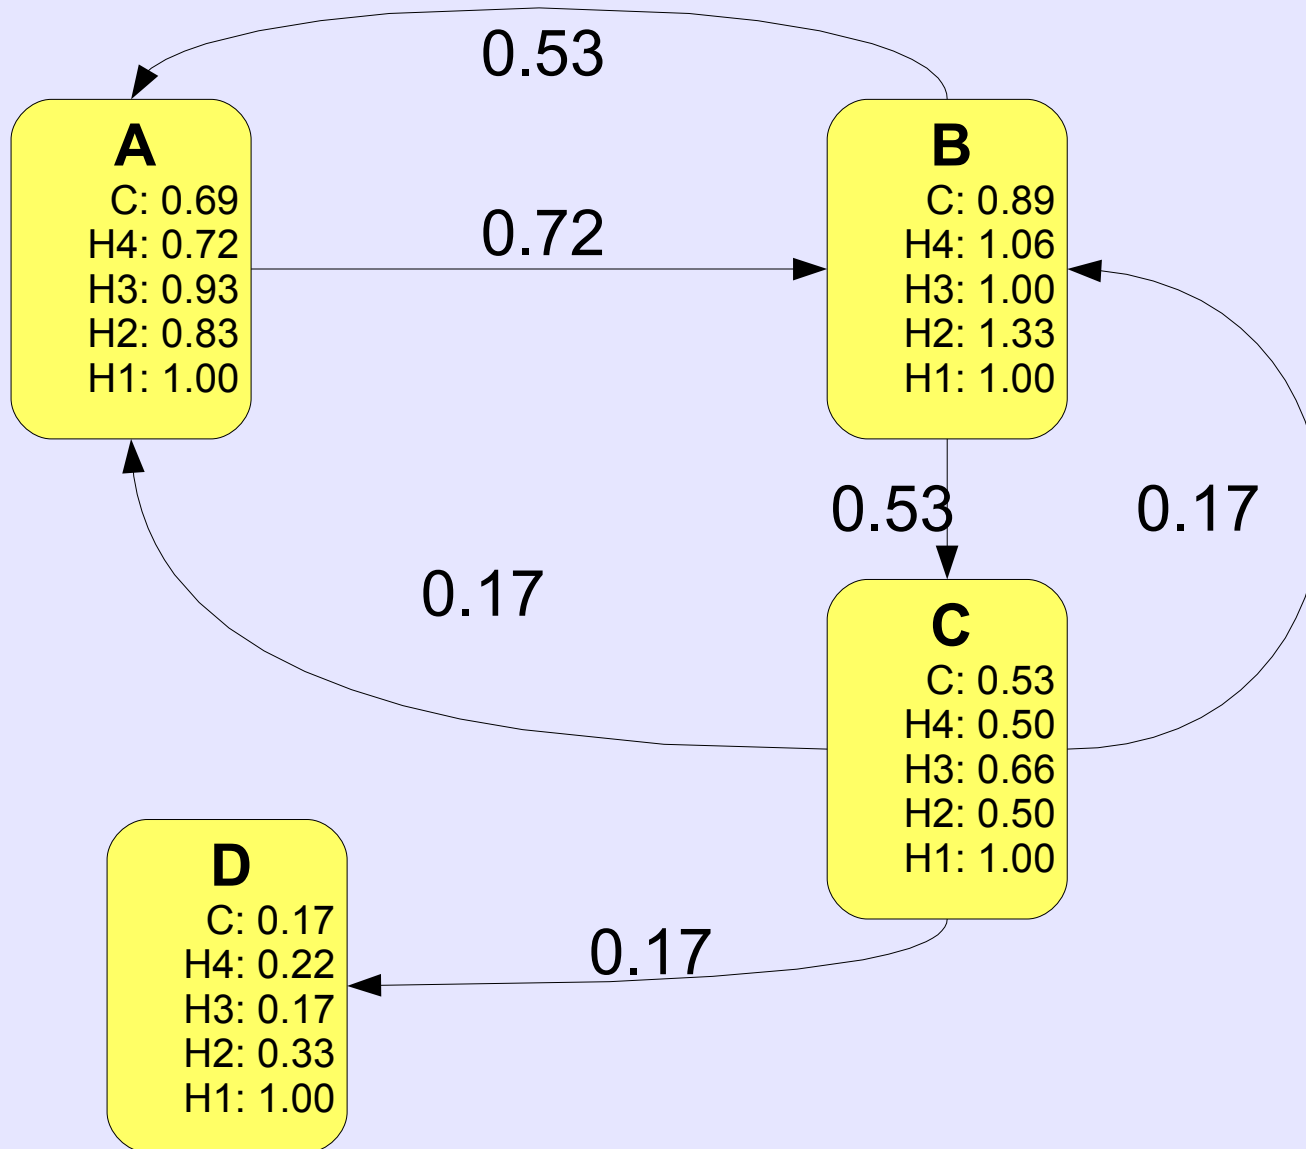 0.53
A
C: 0.69
H4: 0.72
H3: 0.93
H2: 0.83
H1: 1.00
0.72
B
C: 0.89
H4: 1.06
H3: 1.00
H2: 1.33
H1: 1.00
0.53
0.17
0.17
C
C: 0.53
H4: 0.50
H3: 0.66
H2: 0.50
H1: 1.00
D
C: 0.17
H4: 0.22
H3: 0.17
H2: 0.33
H1: 1.00
0.17